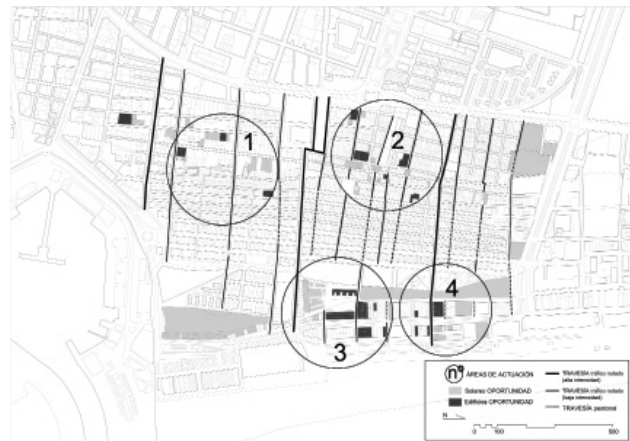 1
2
3
4
nº ÁREAS DE ACTUACIÓN
Solares OPORTUNIDAD
Edificios OPORTUNIDAD
TRAVESÍA tráfico rodado
(alta intensidad)
TRAVESÍA tráfico rodado
(baja intensidad)
TRAVESÍA peatonal
N
0 100 500